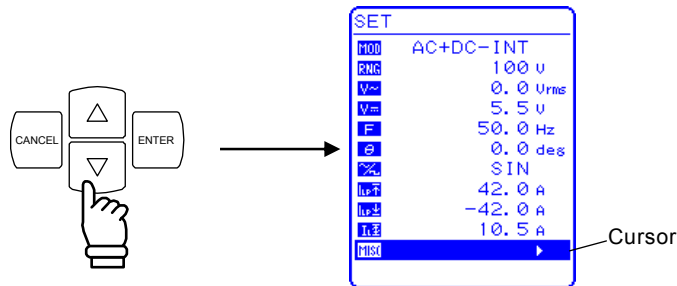 SET
MOD AC+DC-INT
RNG 100 V
V~ 0.0 Vrms
V⎓ 5.5 V
F 50.0 Hz
θ 0.0 deg
SIN
42.0 A
-42.0 A
10.5 A
MISC ▶
CANCEL △ ▽ ENTER
Cursor